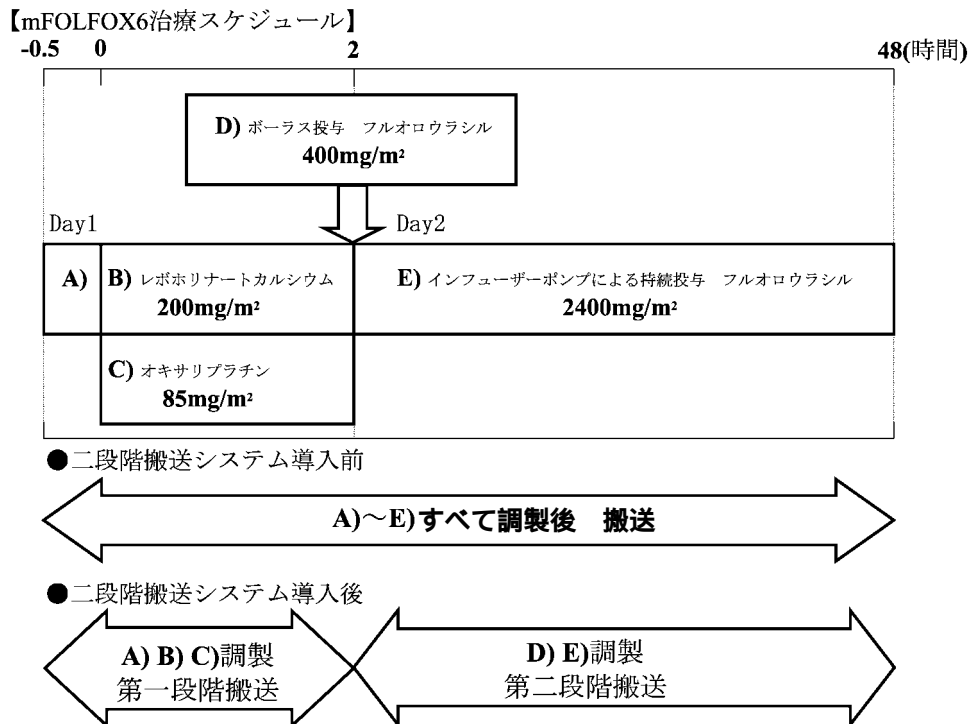 【mFOLFOX6治療スケジュール】
-0.5 0 2 48(時間)
D) ボーラス投与 フルオロウラシル
400mg/m²
Day1 Day2
A) B) レボホリナートカルシウム E) インフューザーポンプによる持続投与 フルオロウラシル
200mg/m² 2400mg/m²
C) オキサリプラチン
85mg/m²
●二段階搬送システム導入前
A)～E)すべて調製後 搬送
●二段階搬送システム導入後
A) B) C)調製 D) E)調製
第一段階搬送 第二段階搬送